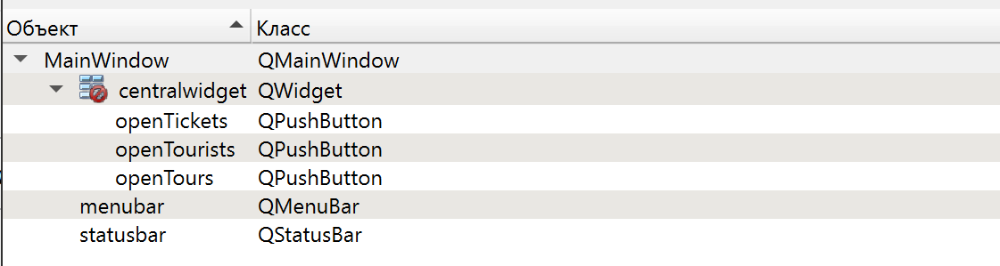 Объект Класс
MainWindow QMainWindow
centralwidget QWidget
openTickets QPushButton
openTourists QPushButton
openTours QPushButton
menubar QMenuBar
statusbar QStatusBar